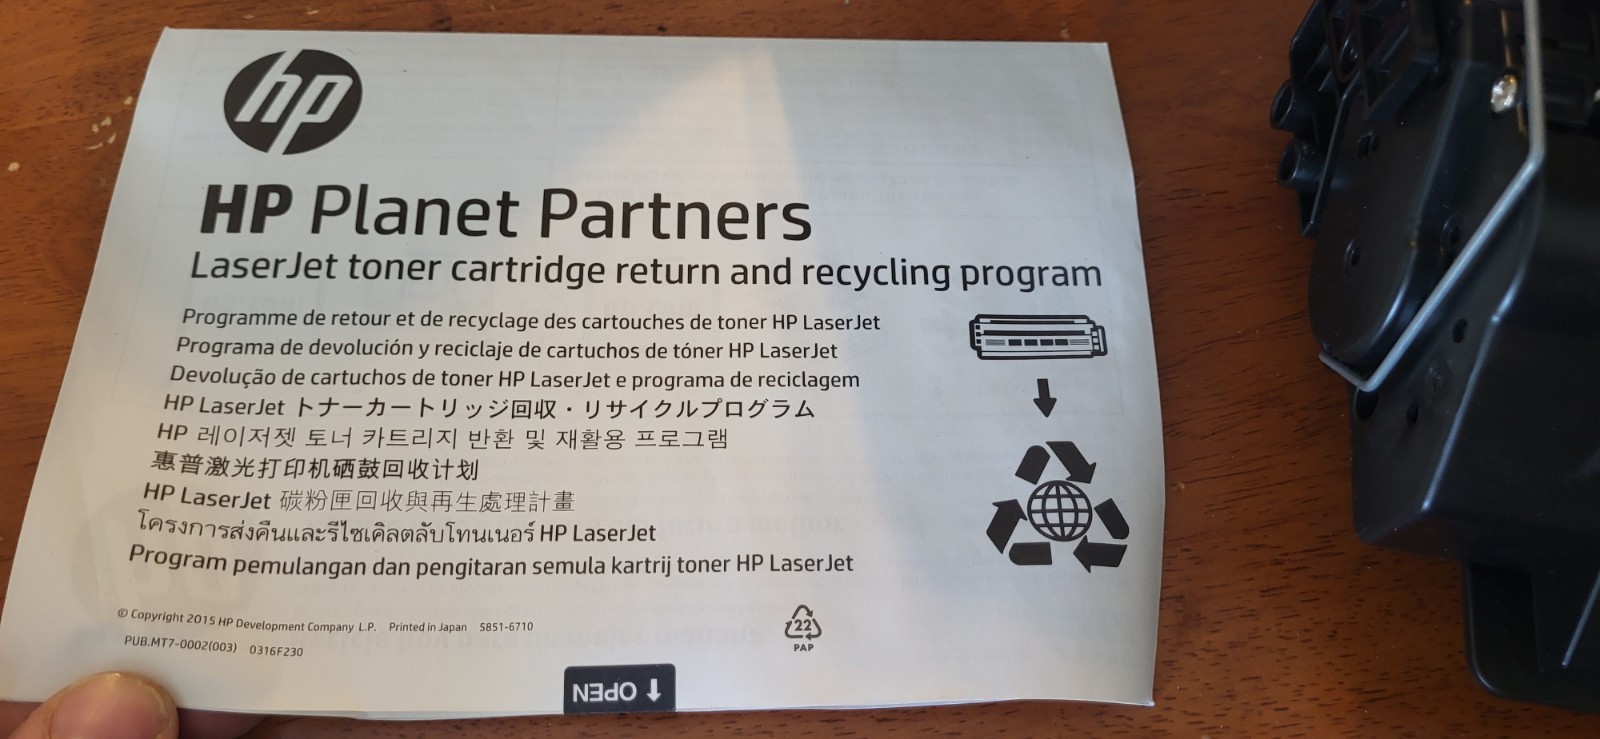 hp
HP Planet Partners
LaserJet toner cartridge return and recycling program
Programme de retour et de recyclage des cartouches de toner HP LaserJet
Programa de devolución y reciclaje de cartuchos de tóner HP LaserJet
Devolução de cartuchos de toner HP LaserJet e programa de reciclagem
HP LaserJet トナーカートリッジ回収・リサイクルプログラム
HP 레이저젯 토너 카트리지 반환 및 재활용 프로그램
惠普激光打印机硒鼓回收计划
HP LaserJet 碳粉匣回收與再生處理計畫
โครงการส่งคืนและรีไซเคิลตลับโทนเนอร์ HP LaserJet
Program pemulangan dan pengitaran semula kartrij toner HP LaserJet
© Copyright 2015 HP Development Company L.P. Printed in Japan 5851-6710
PUB.MT7-0002(003) 0316F230
22
PAP
OPEN